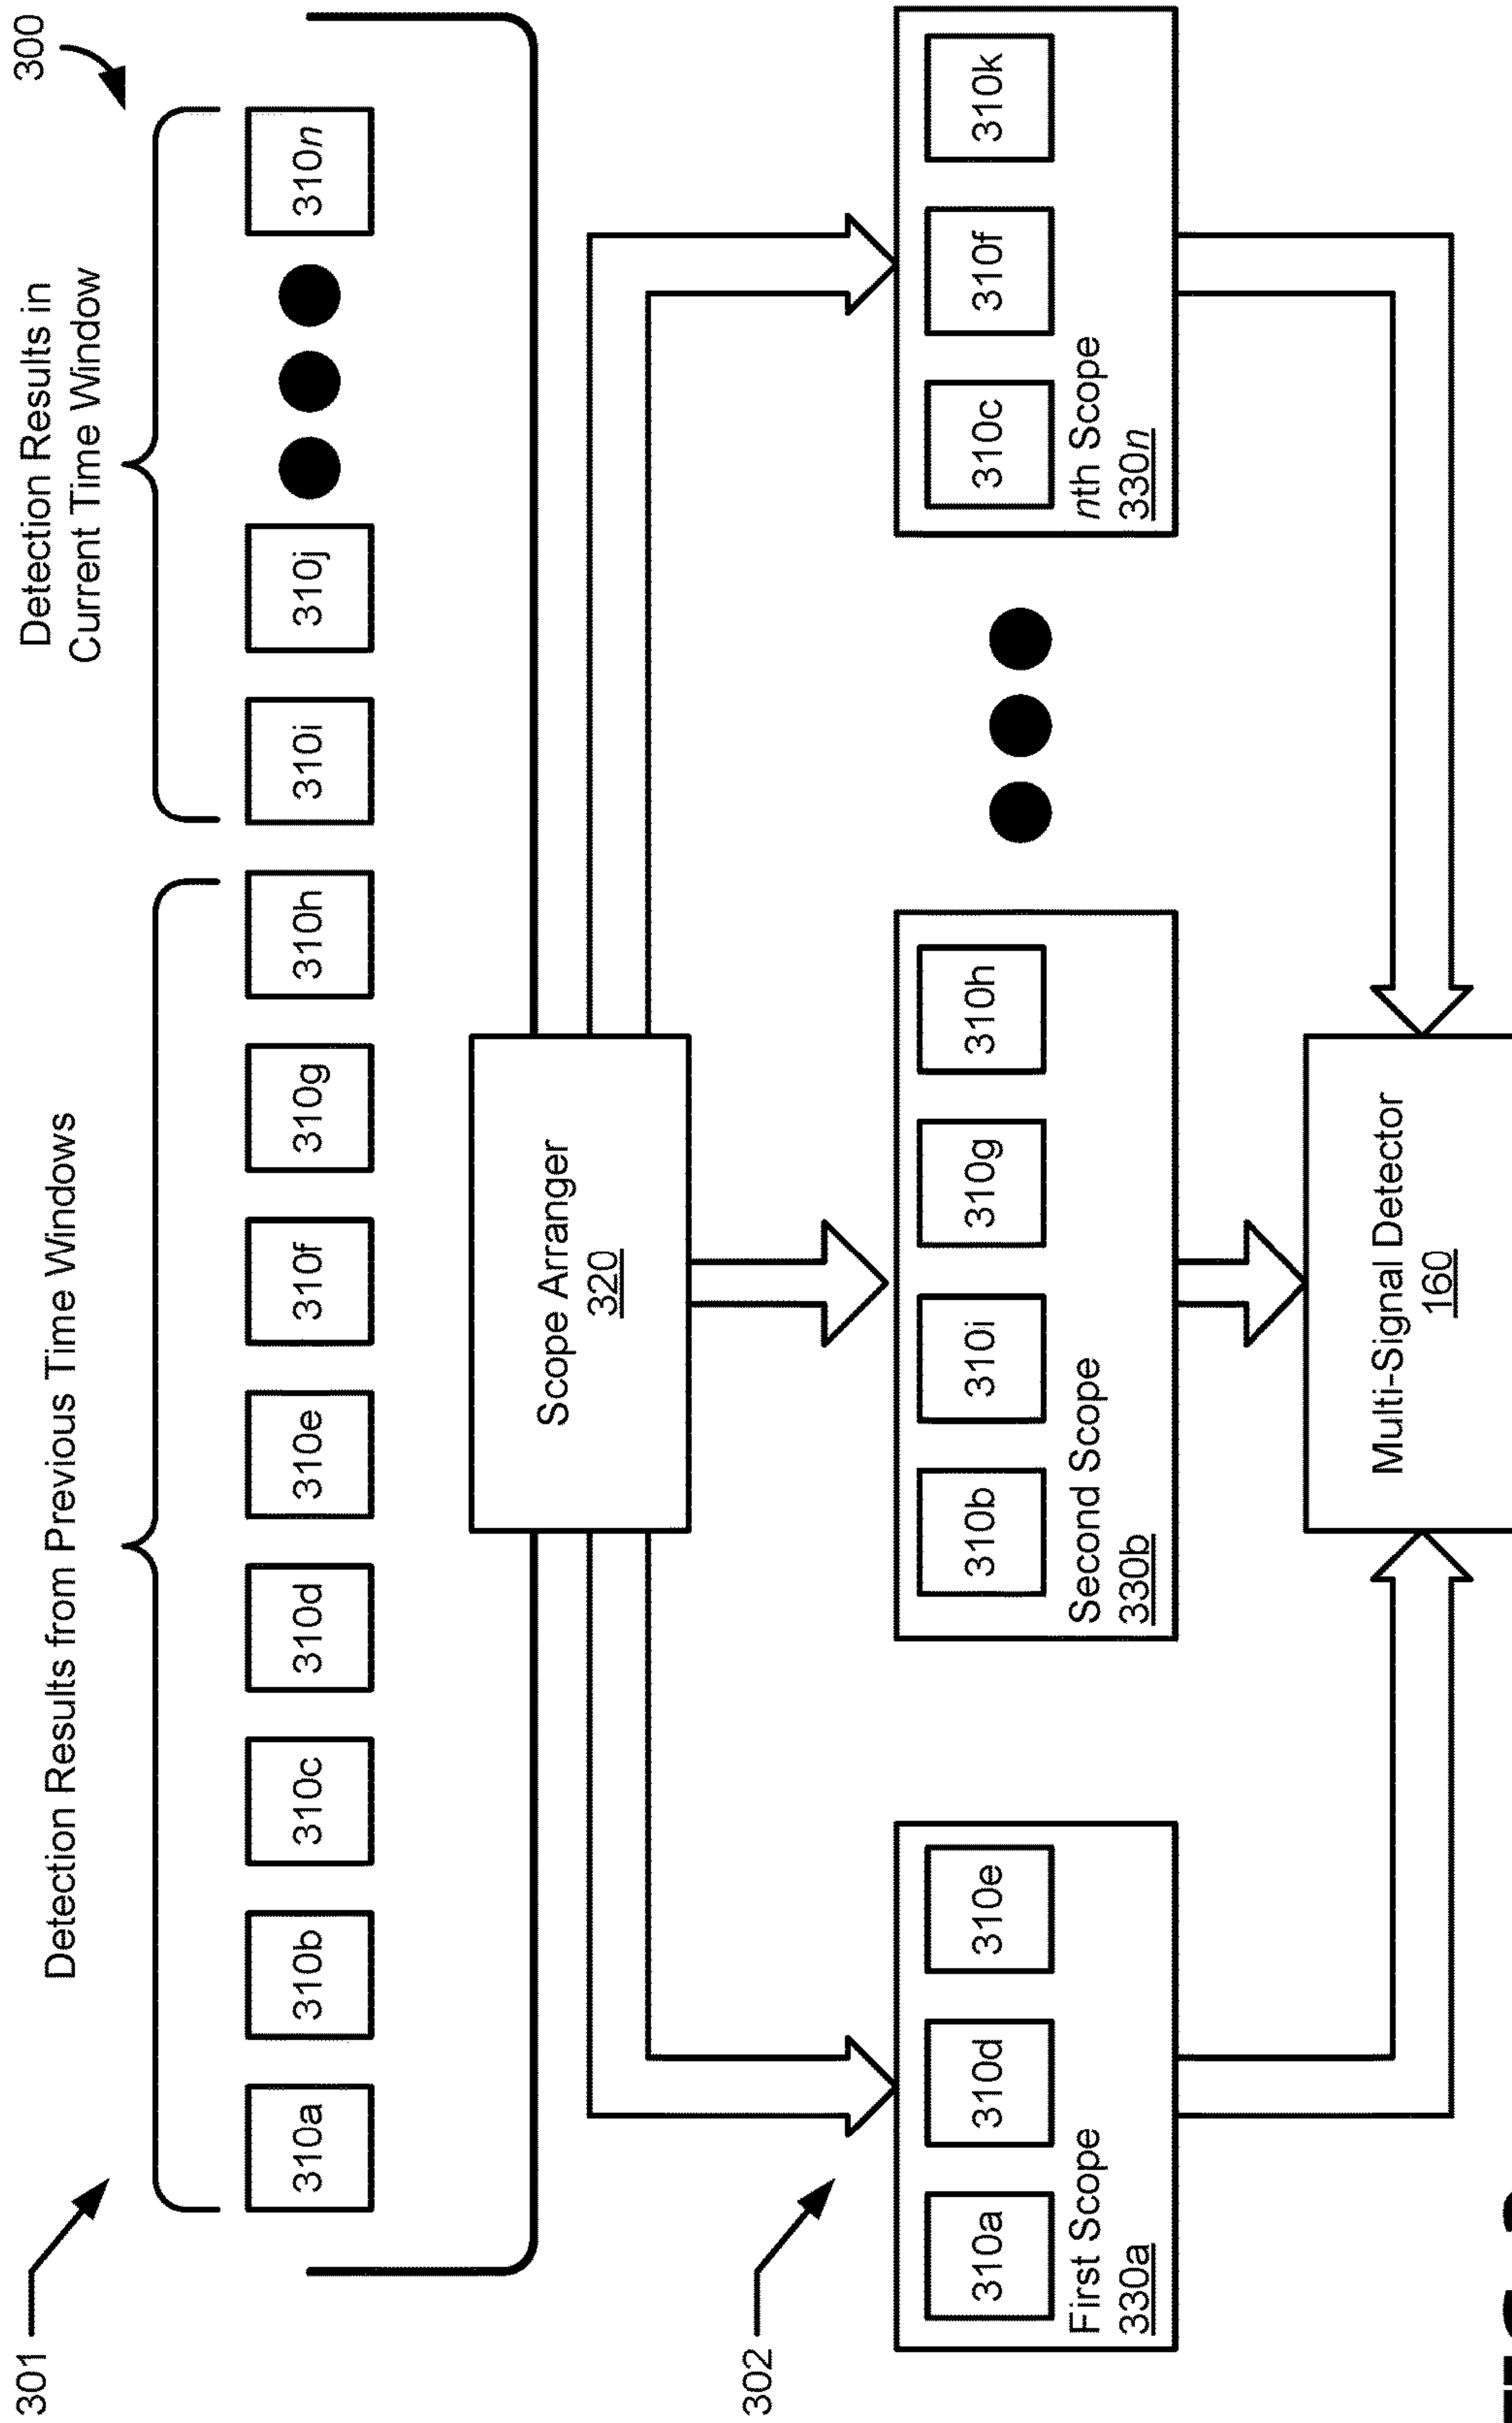 300
301
Detection Results from Previous Time Windows
Detection Results in
Current Time Window
310a
310b
310c
310d
310e
310f
310g
310h
310i
310j
310n
Scope Arranger
320
302
310a
310d
310e
First Scope
330a
310b
310i
310g
310h
Second Scope
330b
310c
310f
310k
nth Scope
330n
Multi-Signal Detector
160